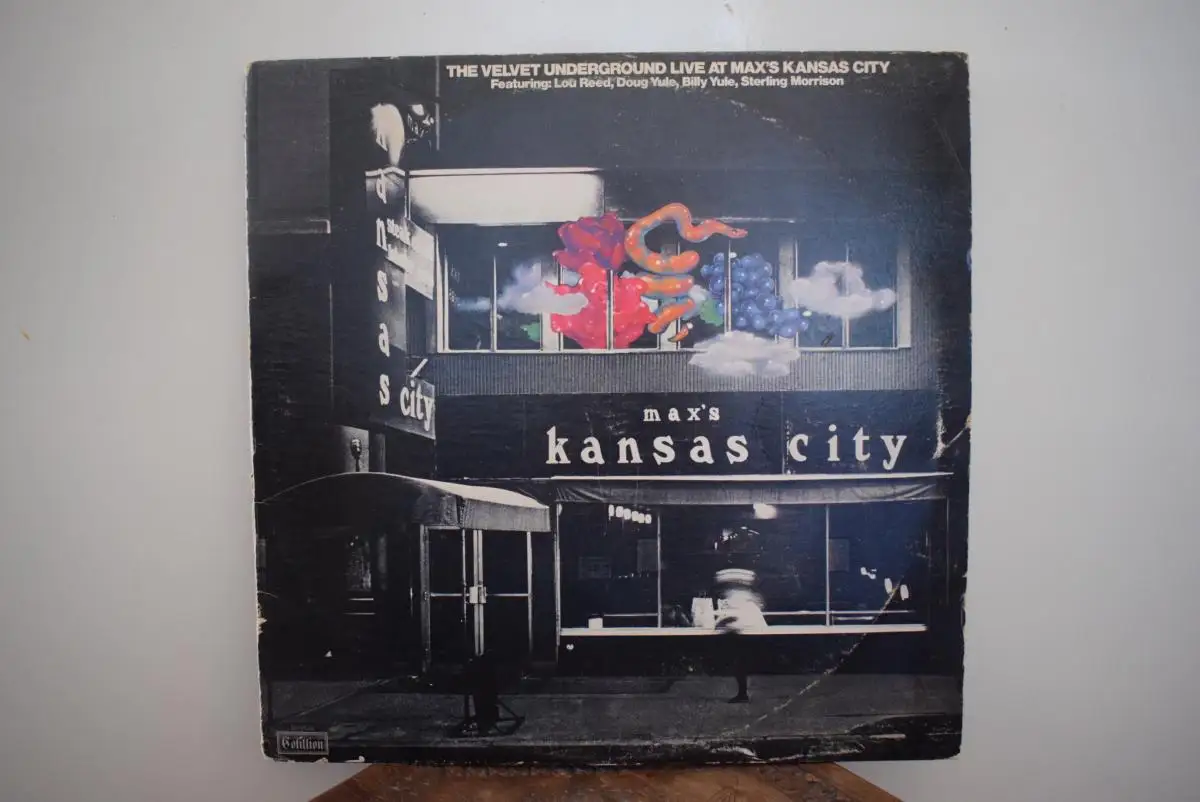 THE VELVET UNDERGROUND LIVE AT MAX'S KANSAS CITY
Featuring: Lou Reed, Doug Yule, Billy Yule, Sterling Morrison
ansas
city
max's
kansas city
Cotillion